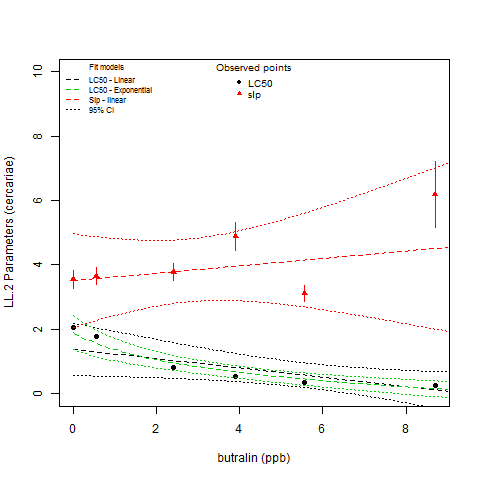 Fit models
LC50 - Linear
LC50 - Exponential
Slp - linear
95% CI
Observed points
LC50
slp
LL.2 Parameters (cercariae)
10
8
6
4
2
0
0 2 4 6 8
butralin (ppb)